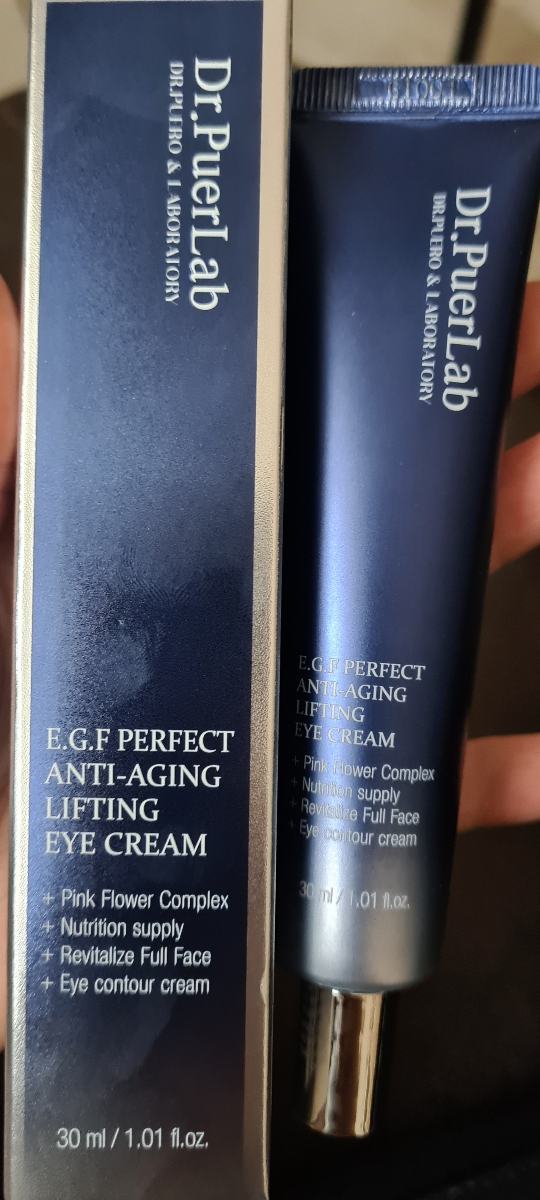 Dr.PuerLab
DR.PUERO & LABORATORY
E.G.F PERFECT
ANTI-AGING
LIFTING
EYE CREAM
+ Pink Flower Complex
+ Nutrition supply
+ Revitalize Full Face
+ Eye contour cream
30 ml / 1.01 fl.oz.
Dr.PuerLab
DR.PUERO & LABORATORY
E.G.F PERFECT
ANTI-AGING
LIFTING
EYE CREAM
+ Pink Flower Complex
+ Nutrition supply
+ Revitalize Full Face
+ Eye contour cream
30 ml / 1.01 fl.oz.